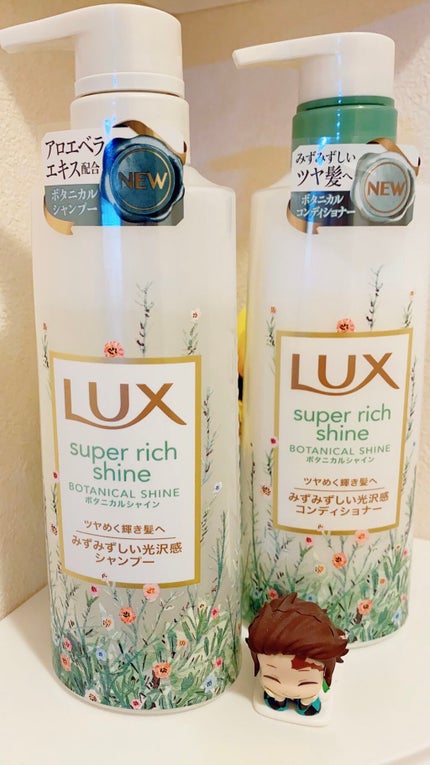 アロエベラ
エキス配合
NEW
ボタニカル
シャンプー
LUX
super rich
shine
BOTANICAL SHINE
ボタニカルシャイン
ツヤめく輝き髪へ
みずみずしい光沢感
シャンプー
みずみずしい
ツヤ髪へ
NEW
ボタニカル
コンディショナー
LUX
super rich
shine
BOTANICAL SHINE
ボタニカルシャイン
ツヤめく輝き髪へ
みずみずしい光沢感
コンディショナー